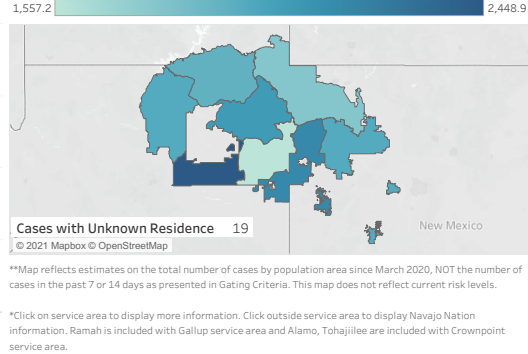 1,557.2 2,448.9
New Mexico
Cases with Unknown Residence 19
© 2021 Mapbox © OpenStreetMap
**Map reflects estimates on the total number of cases by population area since March 2020, NOT the number of
cases in the past 7 or 14 days as presented in Gating Criteria. This map does not reflect current risk levels.
*Click on service area to display more information. Click outside service area to display Navajo Nation
information. Ramah is included with Gallup service area and Alamo, Tohajiilee are included with Crownpoint
service area.